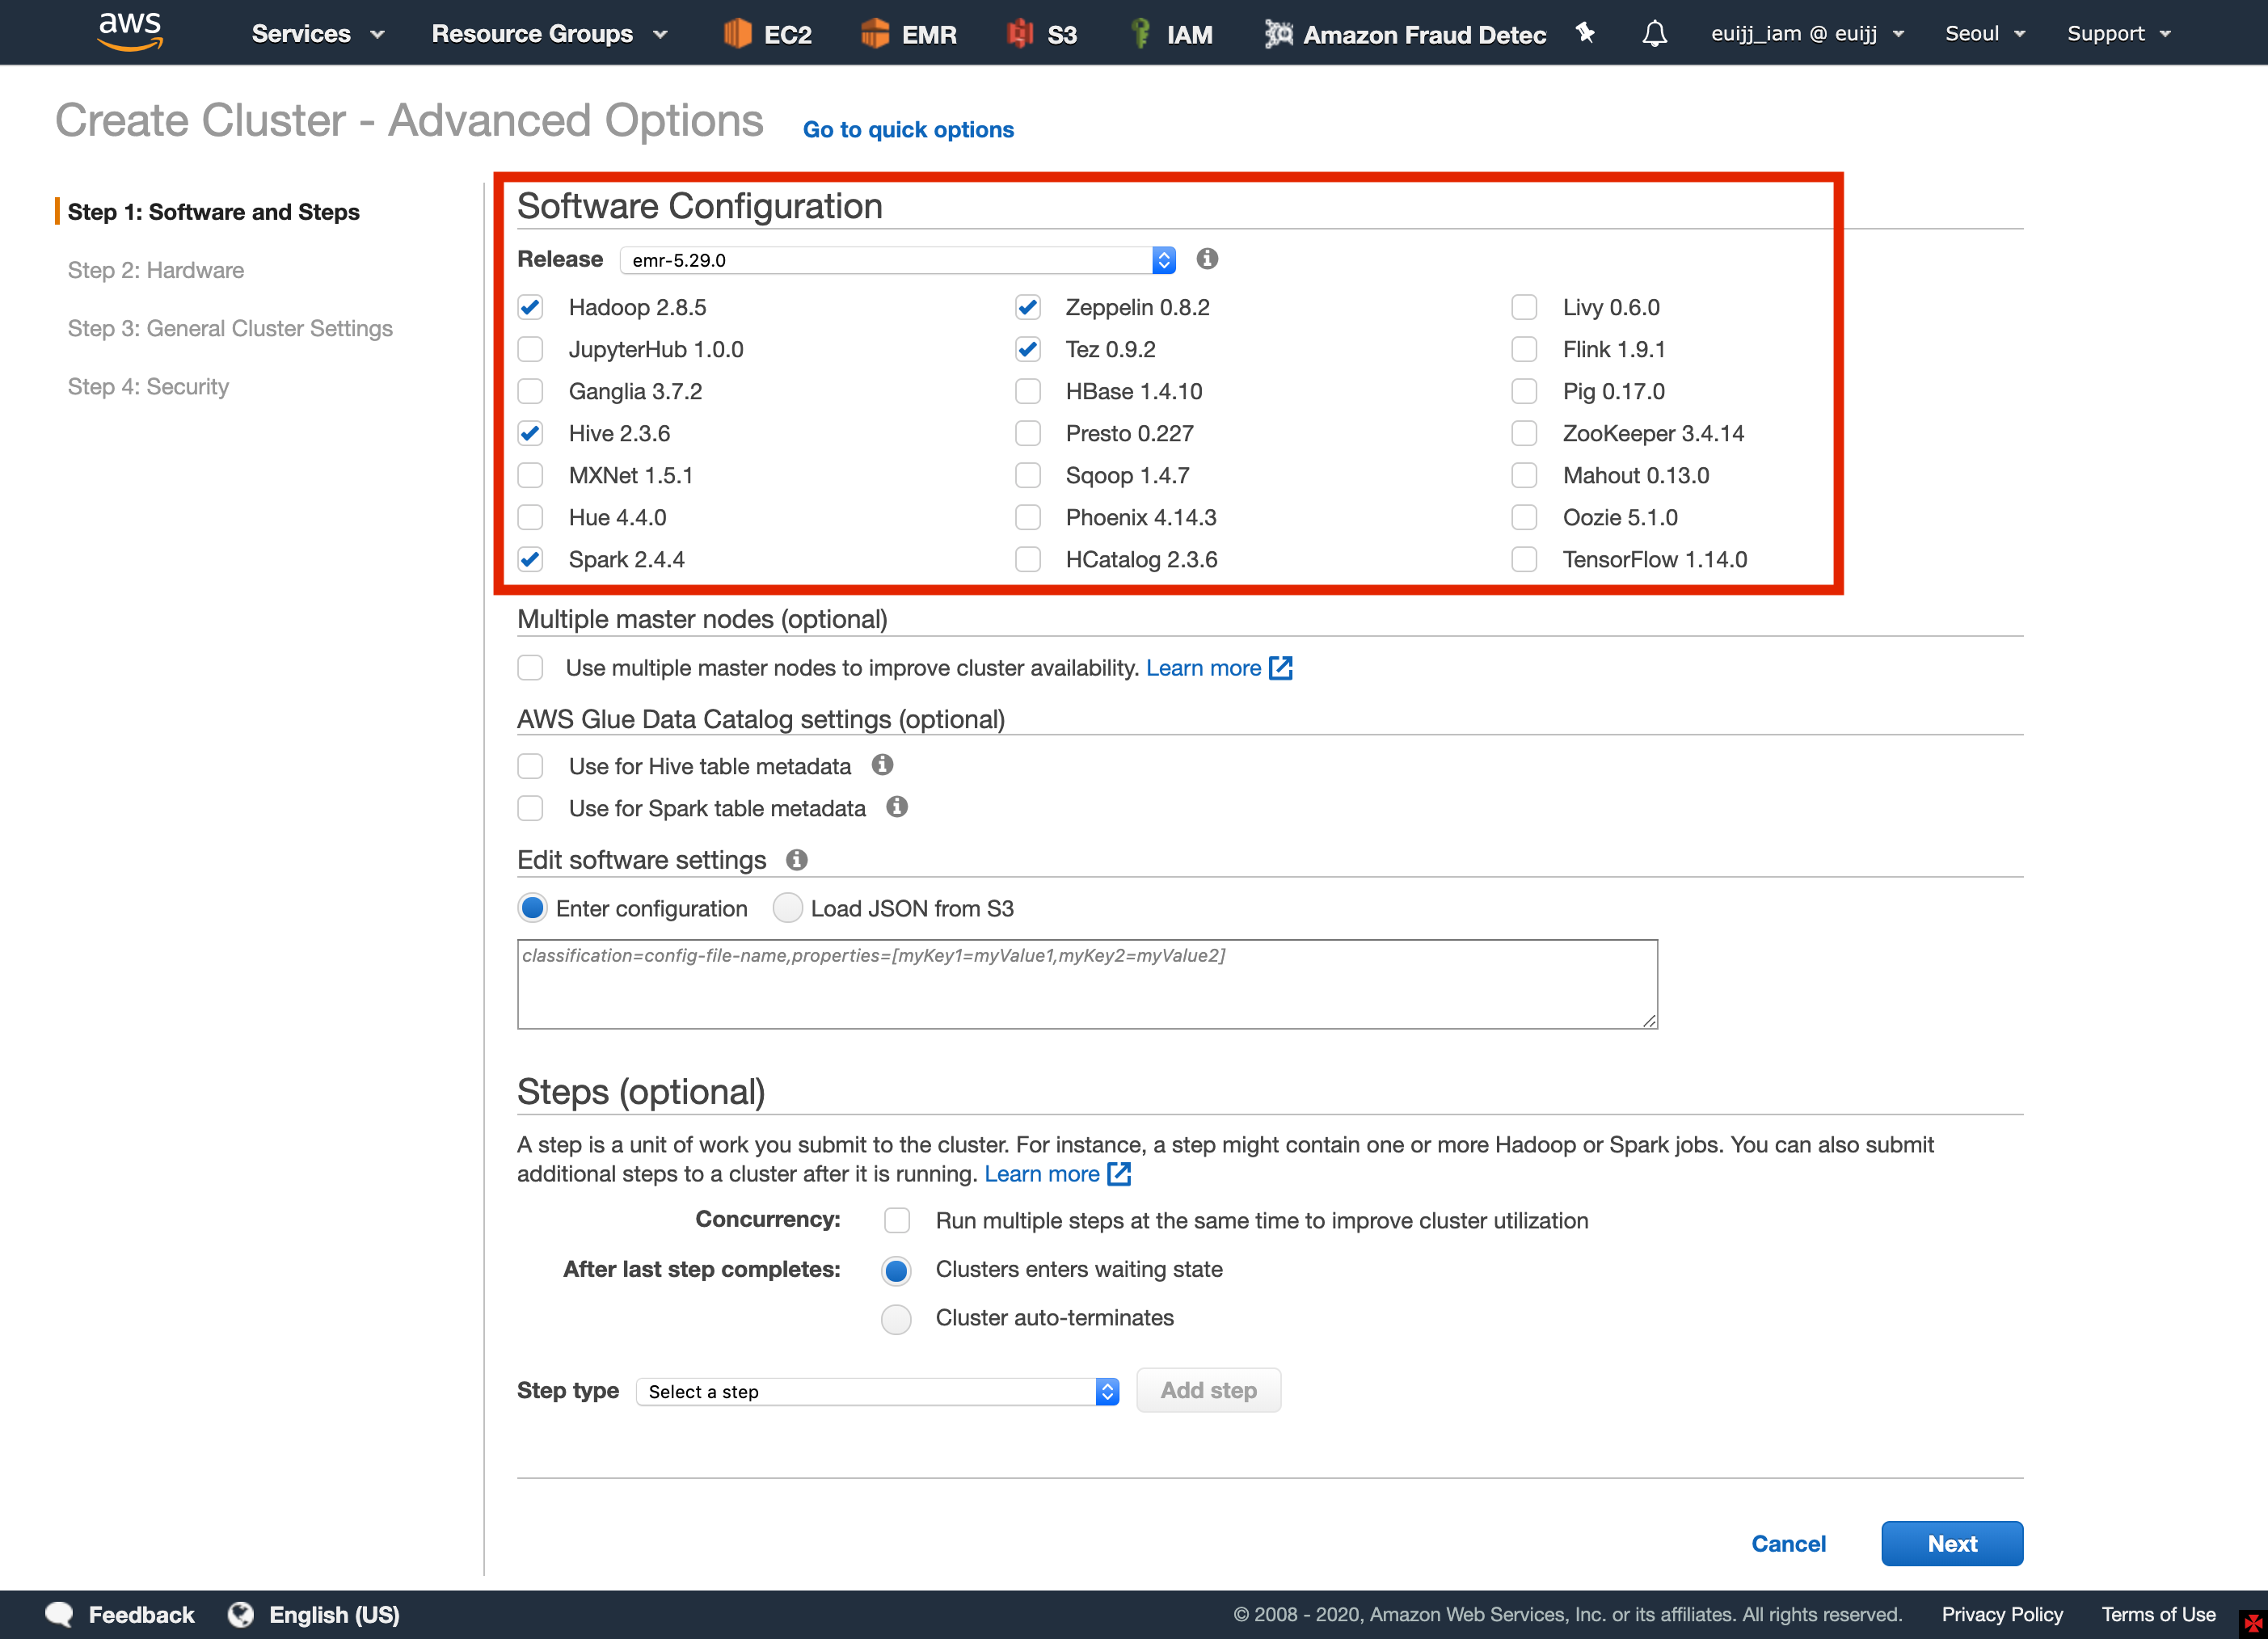 aws Services Resource Groups EC2 EMR S3 IAM Amazon Fraud Detec euijj_iam @ euijj Seoul Support
Create Cluster - Advanced Options Go to quick options
Step 1: Software and Steps
Step 2: Hardware
Step 3: General Cluster Settings
Step 4: Security
Software Configuration
Release emr-5.29.0
Hadoop 2.8.5 Zeppelin 0.8.2 Livy 0.6.0
JupyterHub 1.0.0 Tez 0.9.2 Flink 1.9.1
Ganglia 3.7.2 HBase 1.4.10 Pig 0.17.0
Hive 2.3.6 Presto 0.227 ZooKeeper 3.4.14
MXNet 1.5.1 Sqoop 1.4.7 Mahout 0.13.0
Hue 4.4.0 Phoenix 4.14.3 Oozie 5.1.0
Spark 2.4.4 HCatalog 2.3.6 TensorFlow 1.14.0
Multiple master nodes (optional)
Use multiple master nodes to improve cluster availability. Learn more
AWS Glue Data Catalog settings (optional)
Use for Hive table metadata
Use for Spark table metadata
Edit software settings
Enter configuration Load JSON from S3
classification=config-file-name,properties=[myKey1=myValue1,myKey2=myValue2]
Steps (optional)
A step is a unit of work you submit to the cluster. For instance, a step might contain one or more Hadoop or Spark jobs. You can also submit
additional steps to a cluster after it is running. Learn more
Concurrency: Run multiple steps at the same time to improve cluster utilization
After last step completes: Clusters enters waiting state
Cluster auto-terminates
Step type Select a step Add step
Cancel Next
Feedback English (US) © 2008 - 2020, Amazon Web Services, Inc. or its affiliates. All rights reserved. Privacy Policy Terms of Use